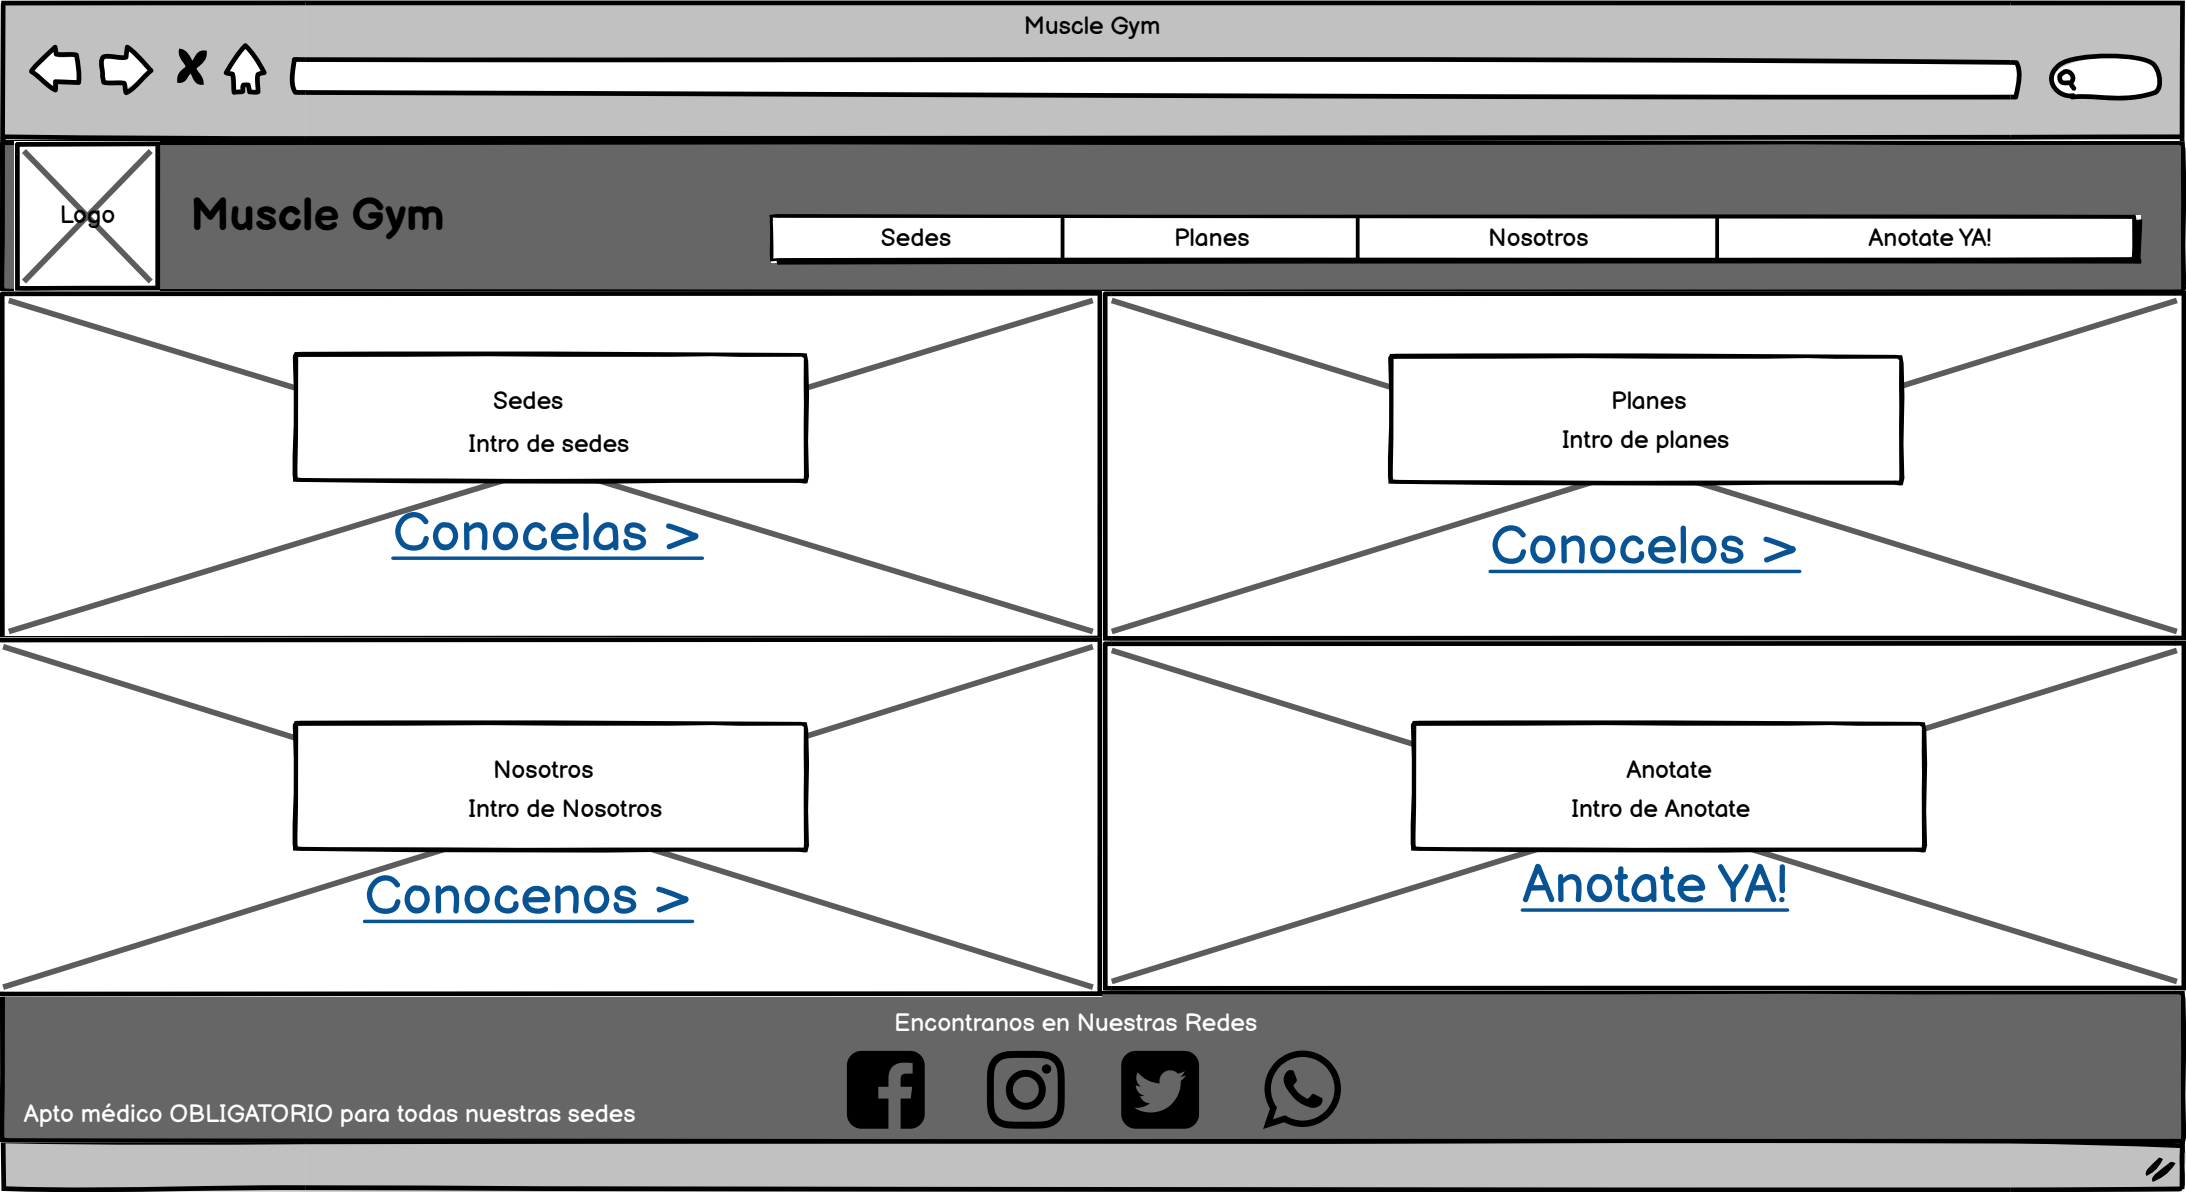 Muscle Gym
Logo
Muscle Gym
Sedes
Planes
Nosotros
Anotate YA!
Sedes
Intro de sedes
Conocelas >
Planes
Intro de planes
Conocelos >
Nosotros
Intro de Nosotros
Conocenos >
Anotate
Intro de Anotate
Anotate YA!
Encontranos en Nuestras Redes
Apto médico OBLIGATORIO para todas nuestras sedes